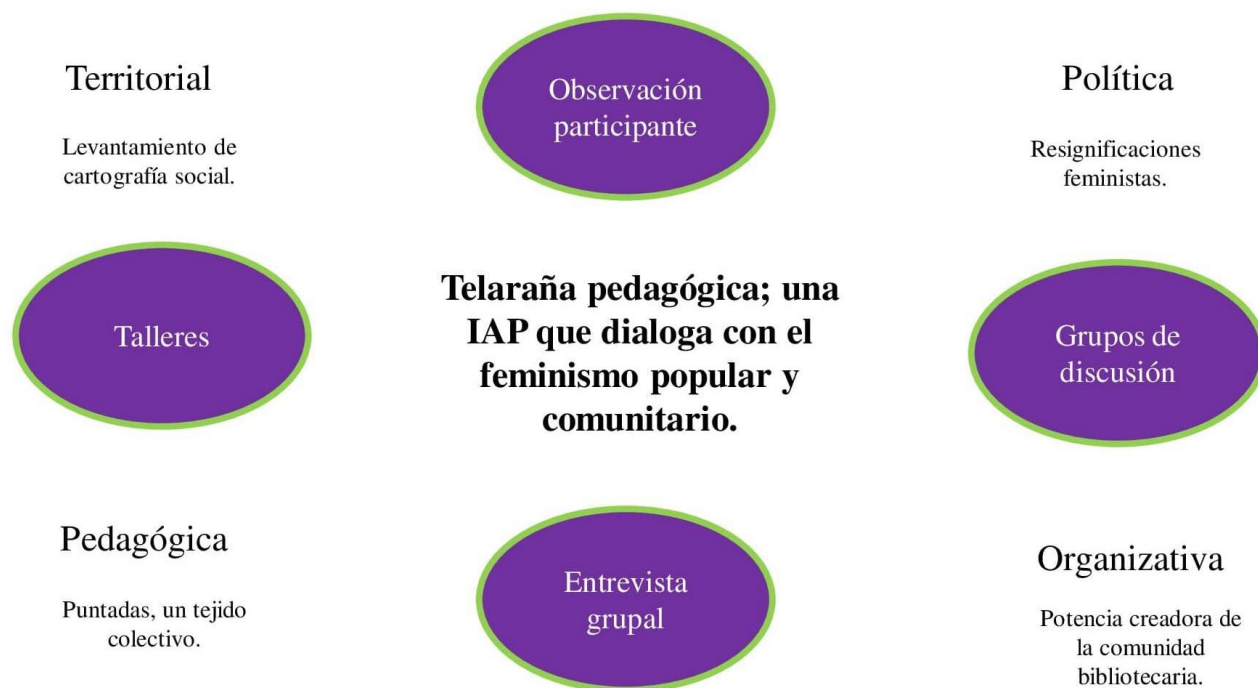 Territorial
Levantamiento de
cartografía social.
Observación
participante
Política
Resignificaciones
feministas.
Talleres
Telaraña pedagógica; una
IAP que dialoga con el
feminismo popular y
comunitario.
Grupos de
discusión
Pedagógica
Puntadas, un tejido
colectivo.
Entrevista
grupal
Organizativa
Potencia creadora de
la comunidad
bibliotecaria.